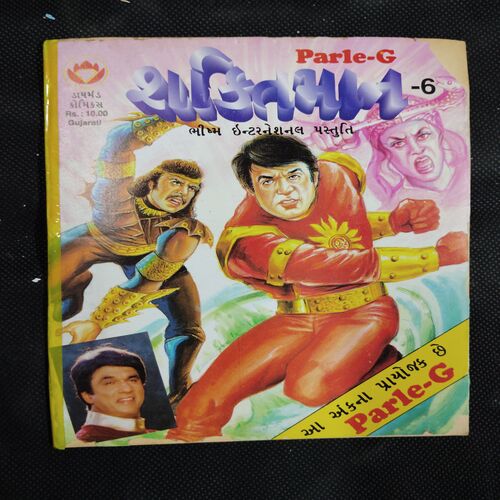 Parle-G
શક્તિમાન -6
ડાયમંડ
કોમિક્સ
Rs. : 10.00
Gujarati
ભીષ્મ ઇન્ટરનેશનલ પ્રસ્તુતિ
આ અંકના પ્રાયોજક છે
Parle-G